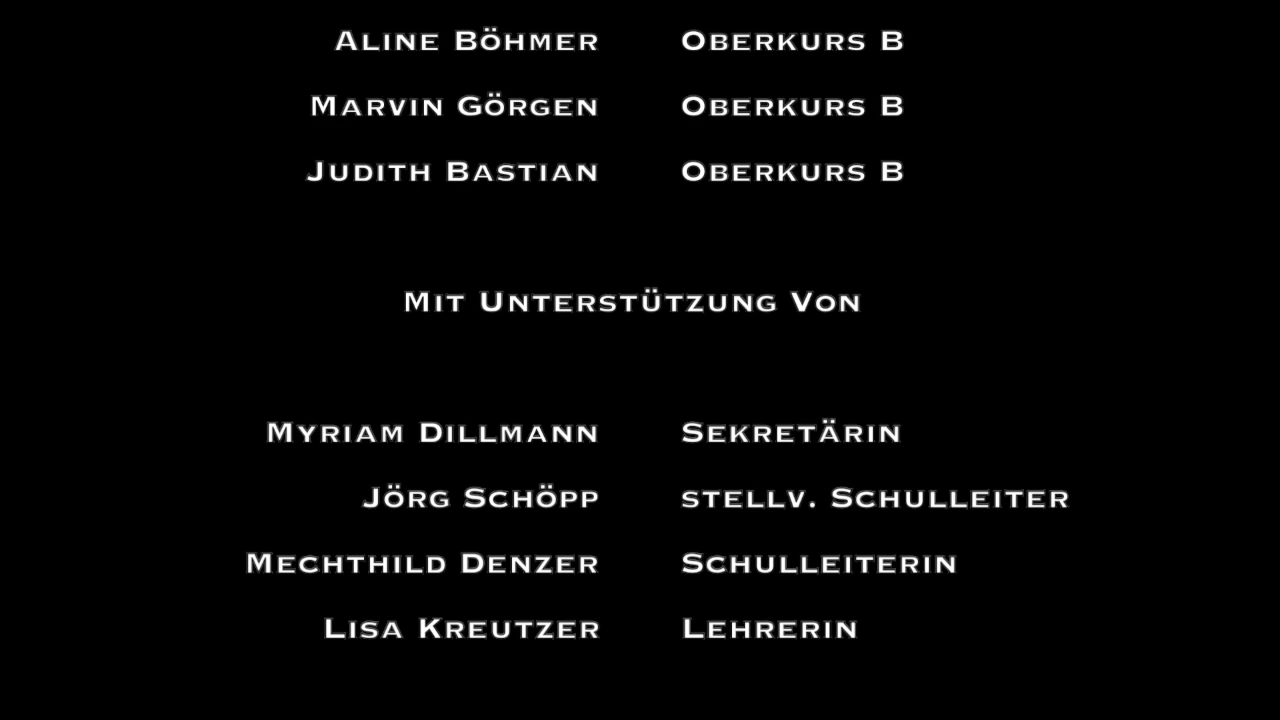 Aline Böhmer Oberkurs B
Marvin Görgen Oberkurs B
Judith Bastian Oberkurs B
Mit Unterstützung Von
Myriam Dillmann Sekretärin
Jörg Schöpp stellv. Schulleiter
Mechthild Denzer Schulleiterin
Lisa Kreutzer Lehrerin